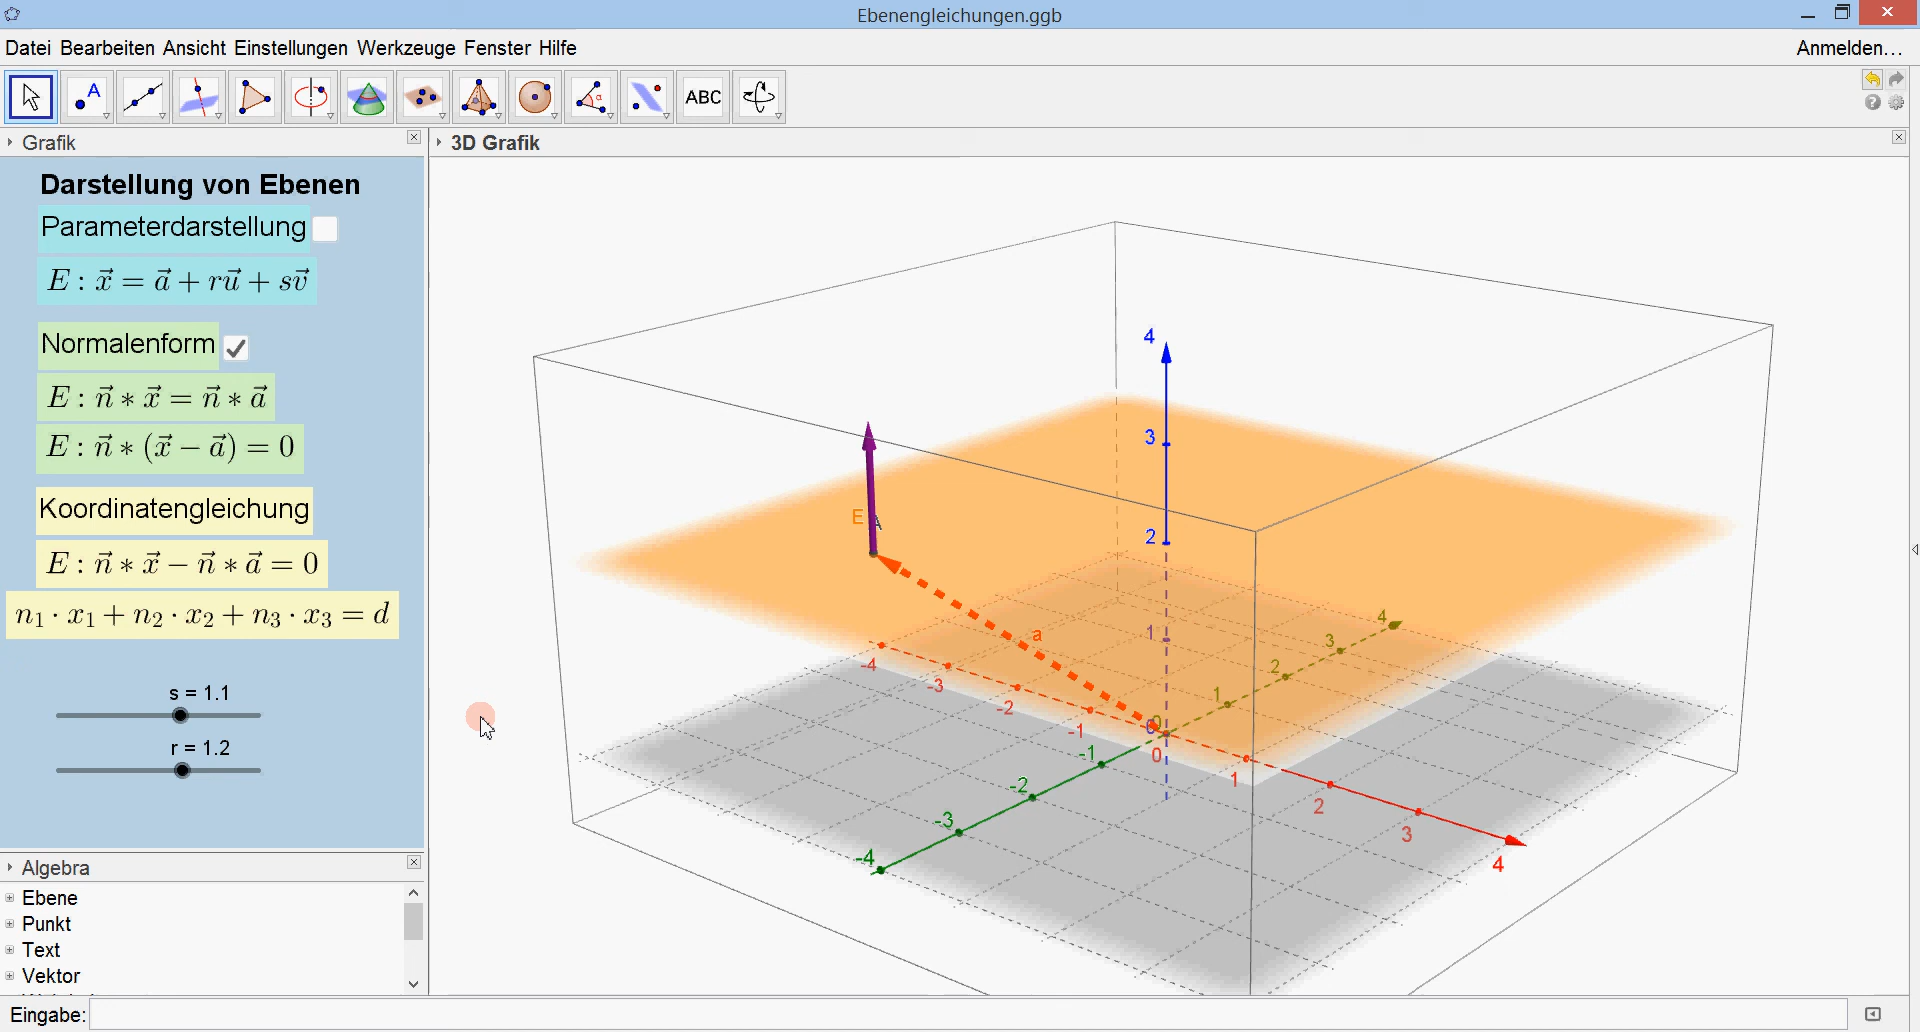 Ebenengleichungen.ggb
Datei Bearbeiten Ansicht Einstellungen Werkzeuge Fenster Hilfe
Anmelden...
A
α
ABC
Grafik
3D Grafik
Darstellung von Ebenen
Parameterdarstellung
E : x⃗ = a⃗ + ru⃗ + sv⃗
Normalenform
E : n⃗ ∗ x⃗ = n⃗ ∗ a⃗
E : n⃗ ∗ (x⃗ − a⃗) = 0
Koordinatengleichung
E : n⃗ ∗ x⃗ − n⃗ ∗ a⃗ = 0
n₁ · x₁ + n₂ · x₂ + n₃ · x₃ = d
s = 1.1
r = 1.2
4
3
2
1
0
E
A
a
-4
-3
-2
-1
0
1
2
3
4
-4
-3
-2
-1
0
1
2
3
4
Algebra
Ebene
Punkt
Text
Vektor
Eingabe: